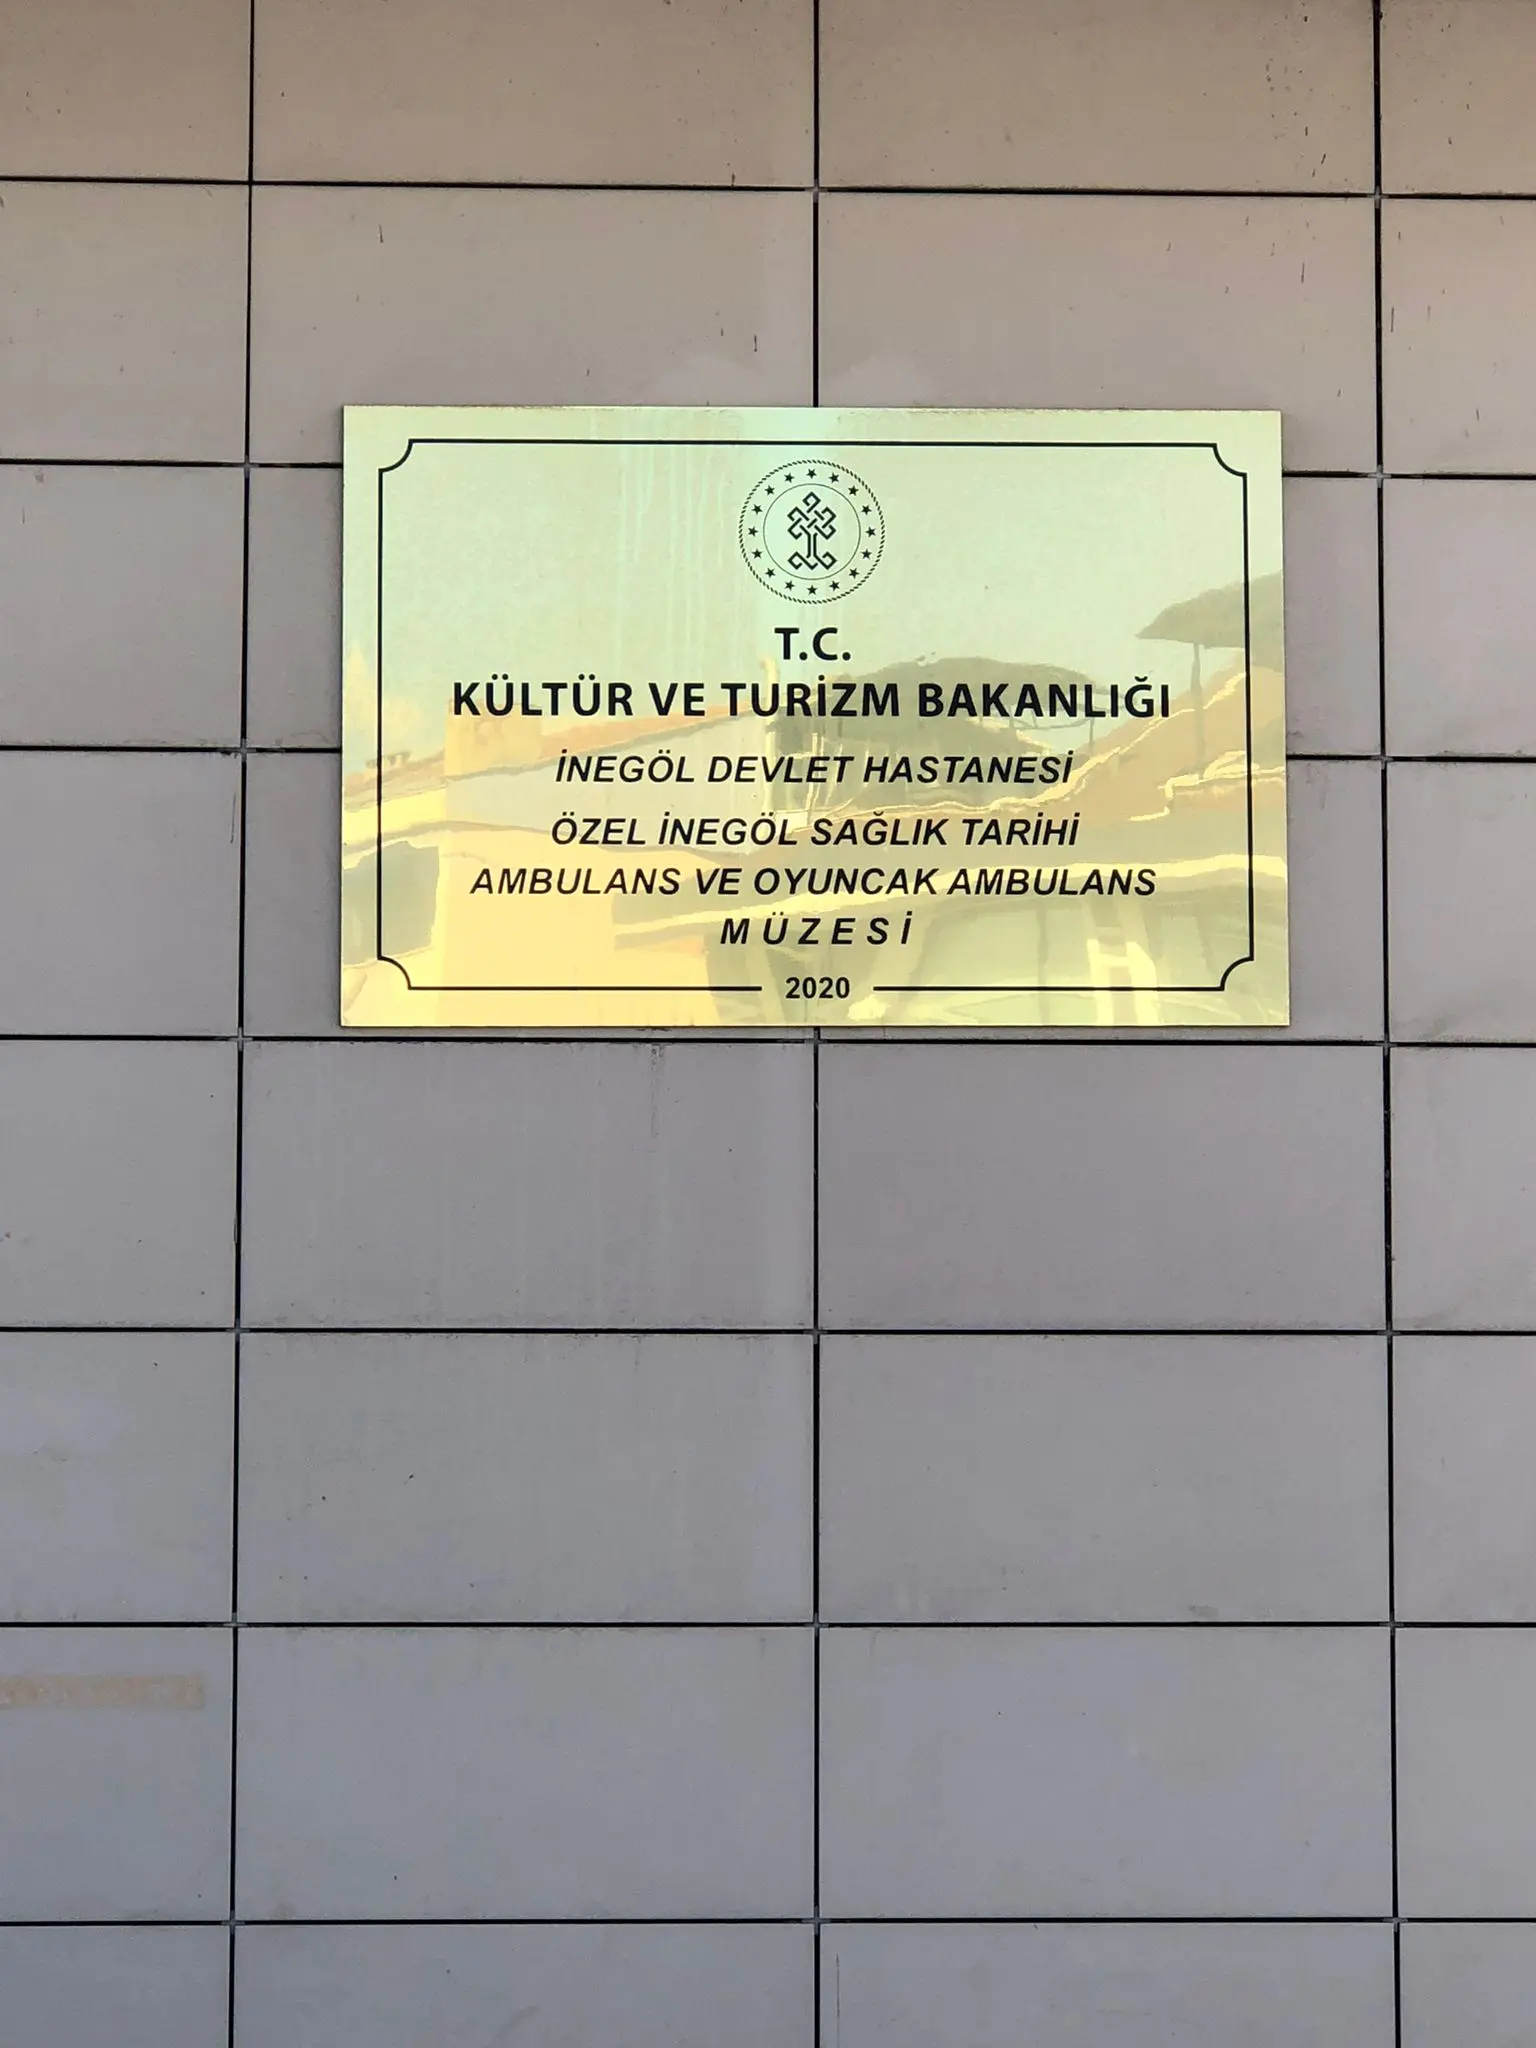 T.C.
KÜLTÜR VE TURİZM BAKANLIĞI
İNEGÖL DEVLET HASTANESİ
ÖZEL İNEGÖL SAĞLIK TARİHİ
AMBULANS VE OYUNCAK AMBULANS
MÜZESİ
2020